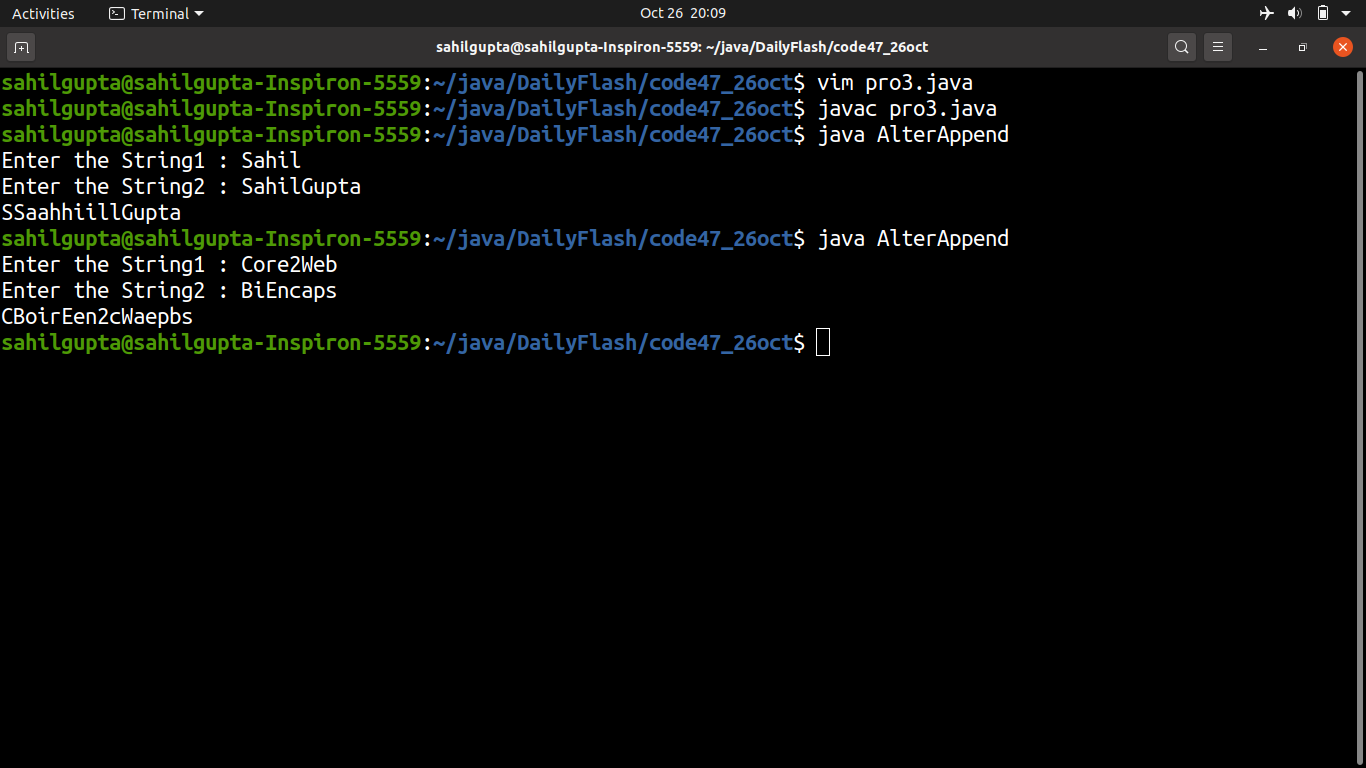 Activities Terminal Oct 26 20:09
sahilgupta@sahilgupta-Inspiron-5559: ~/java/DailyFlash/code47_26oct
sahilgupta@sahilgupta-Inspiron-5559:~/java/DailyFlash/code47_26oct$ vim pro3.java
sahilgupta@sahilgupta-Inspiron-5559:~/java/DailyFlash/code47_26oct$ javac pro3.java
sahilgupta@sahilgupta-Inspiron-5559:~/java/DailyFlash/code47_26oct$ java AlterAppend
Enter the String1 : Sahil
Enter the String2 : SahilGupta
SSaahhiillGupta
sahilgupta@sahilgupta-Inspiron-5559:~/java/DailyFlash/code47_26oct$ java AlterAppend
Enter the String1 : Core2Web
Enter the String2 : BiEncaps
CBoirEen2cWaepbs
sahilgupta@sahilgupta-Inspiron-5559:~/java/DailyFlash/code47_26oct$